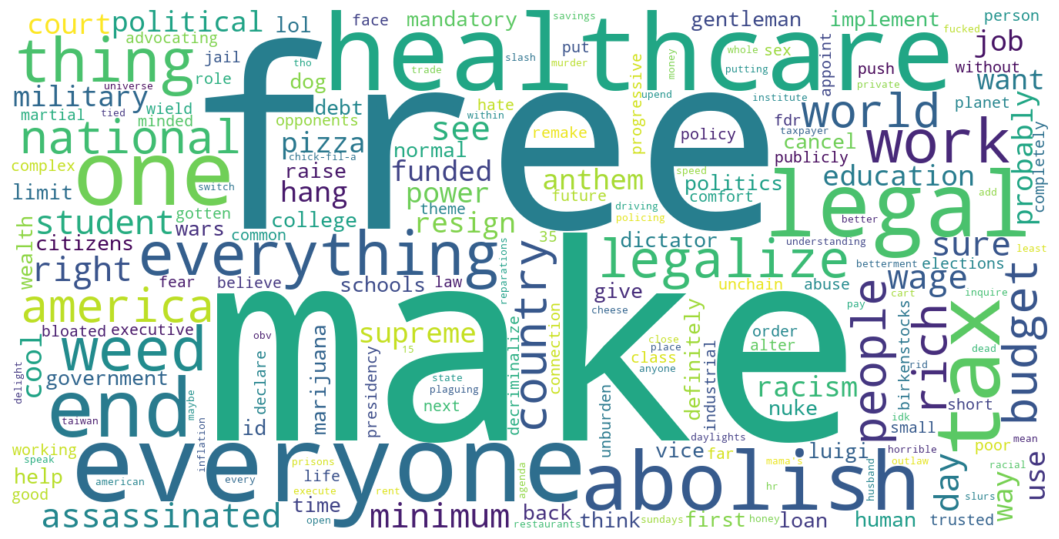 court
political
lol
face
savings
mandatory
healthcare
gentleman
implement
person
advocating
thing
jail
tho
trade
slash
whole
sex
murder
money
put
putting
appoint
push
job
fucked
without
universe
role
dog
military
martial
wield
tied
minded
debt
opponents
free
hate
within
progressive
upend
institute
private
world
want
planet
national
one
pizza
chick-fil-a
see
normal
remake
policy
fdr
taxpayer
cancel
publicly
work
probably
completely
complex
limit
switch
raise
hang
funded
power
anthem
future
speed
driving
policing
politics
comfort
education
legal
add
student
gotten
wars
college
theme
resign
common
35
dictator
better
understanding
citizens
wealth
right
everything
fear
believe
schools
law
reparations
country
legalize
unchain
abuse
betterment
elections
wage
sure
least
america
supreme
give
cheese
pay
cart
inquire
tax
bloated
executive
cool
weed
obv
make
15
connection
close
place
anyone
class
order
alter
people
rich
birkenstocks
dead
budget
delight
government
id
declare
marijuana
presidency
state
plaguing
next
decriminalize
unburden
definitely
industrial
racism
nuke
rid
idk
small
short
end
taiwan
maybe
daylights
outlaw
poor
mean
working
speak
help
good
american
inflation
every
everyone
prisons
life
execute
rent
time
open
agenda
vice
far
mama's
luigi
horrible
husband
abolish
racial
slurs
day
way
use
assassinated
minimum
back
restaurants
think
sundays
first
honey
hr
loan
human
trusted